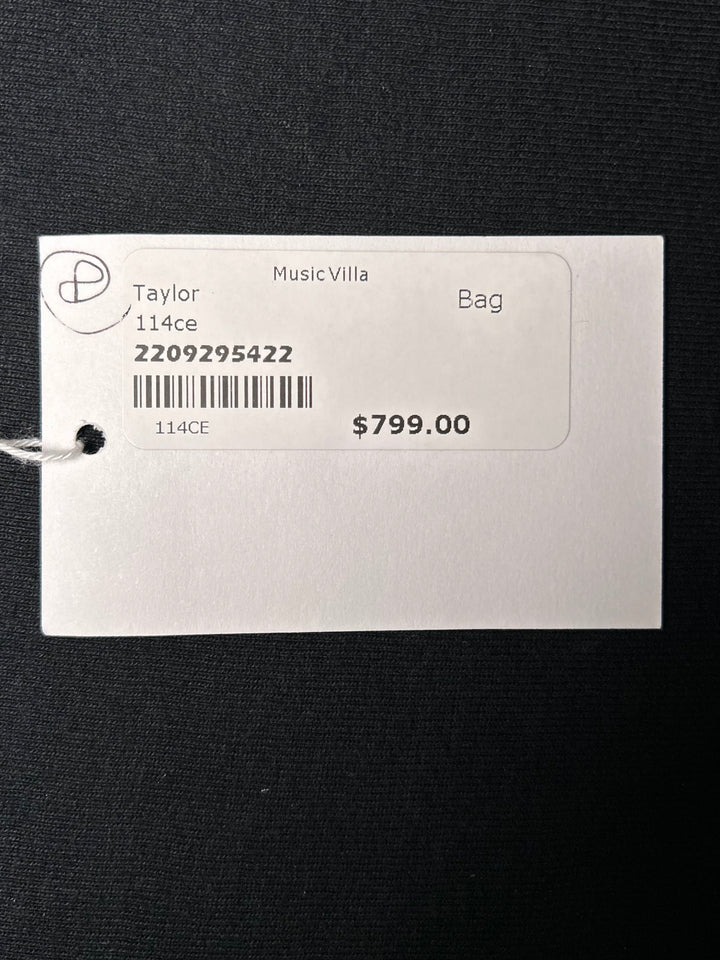 Music Villa
Taylor
Bag
114ce
2209295422
114CE
$799.00